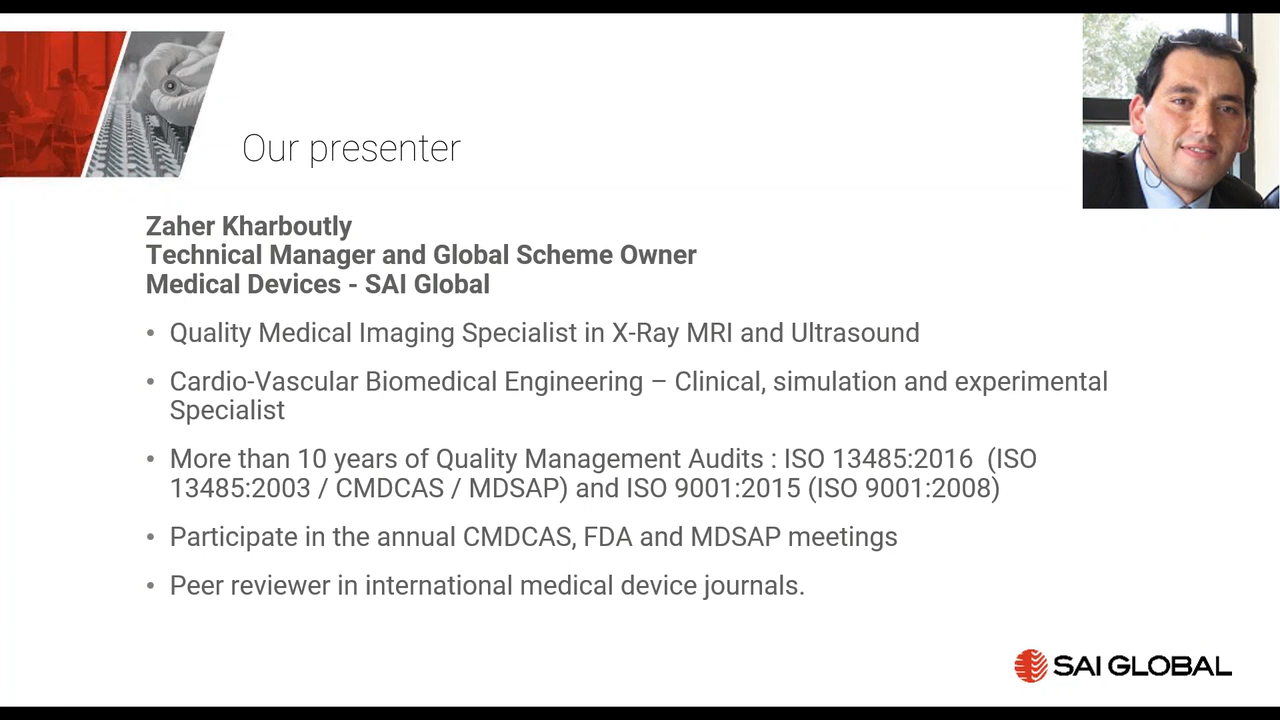 Our presenter
Zaher Kharboutly
Technical Manager and Global Scheme Owner
Medical Devices - SAI Global
• Quality Medical Imaging Specialist in X-Ray MRI and Ultrasound
• Cardio-Vascular Biomedical Engineering – Clinical, simulation and experimental
Specialist
• More than 10 years of Quality Management Audits : ISO 13485:2016  (ISO
13485:2003 / CMDCAS / MDSAP) and ISO 9001:2015 (ISO 9001:2008)
• Participate in the annual CMDCAS, FDA and MDSAP meetings
• Peer reviewer in international medical device journals.
SAI GLOBAL